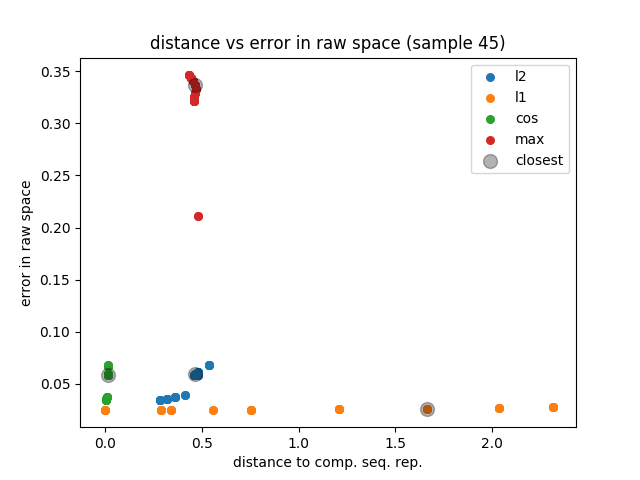 distance vs error in raw space (sample 45)
l2
l1
cos
max
closest
error in raw space
0.35
0.30
0.25
0.20
0.15
0.10
0.05
0.0
0.5
1.0
1.5
2.0
distance to comp. seq. rep.